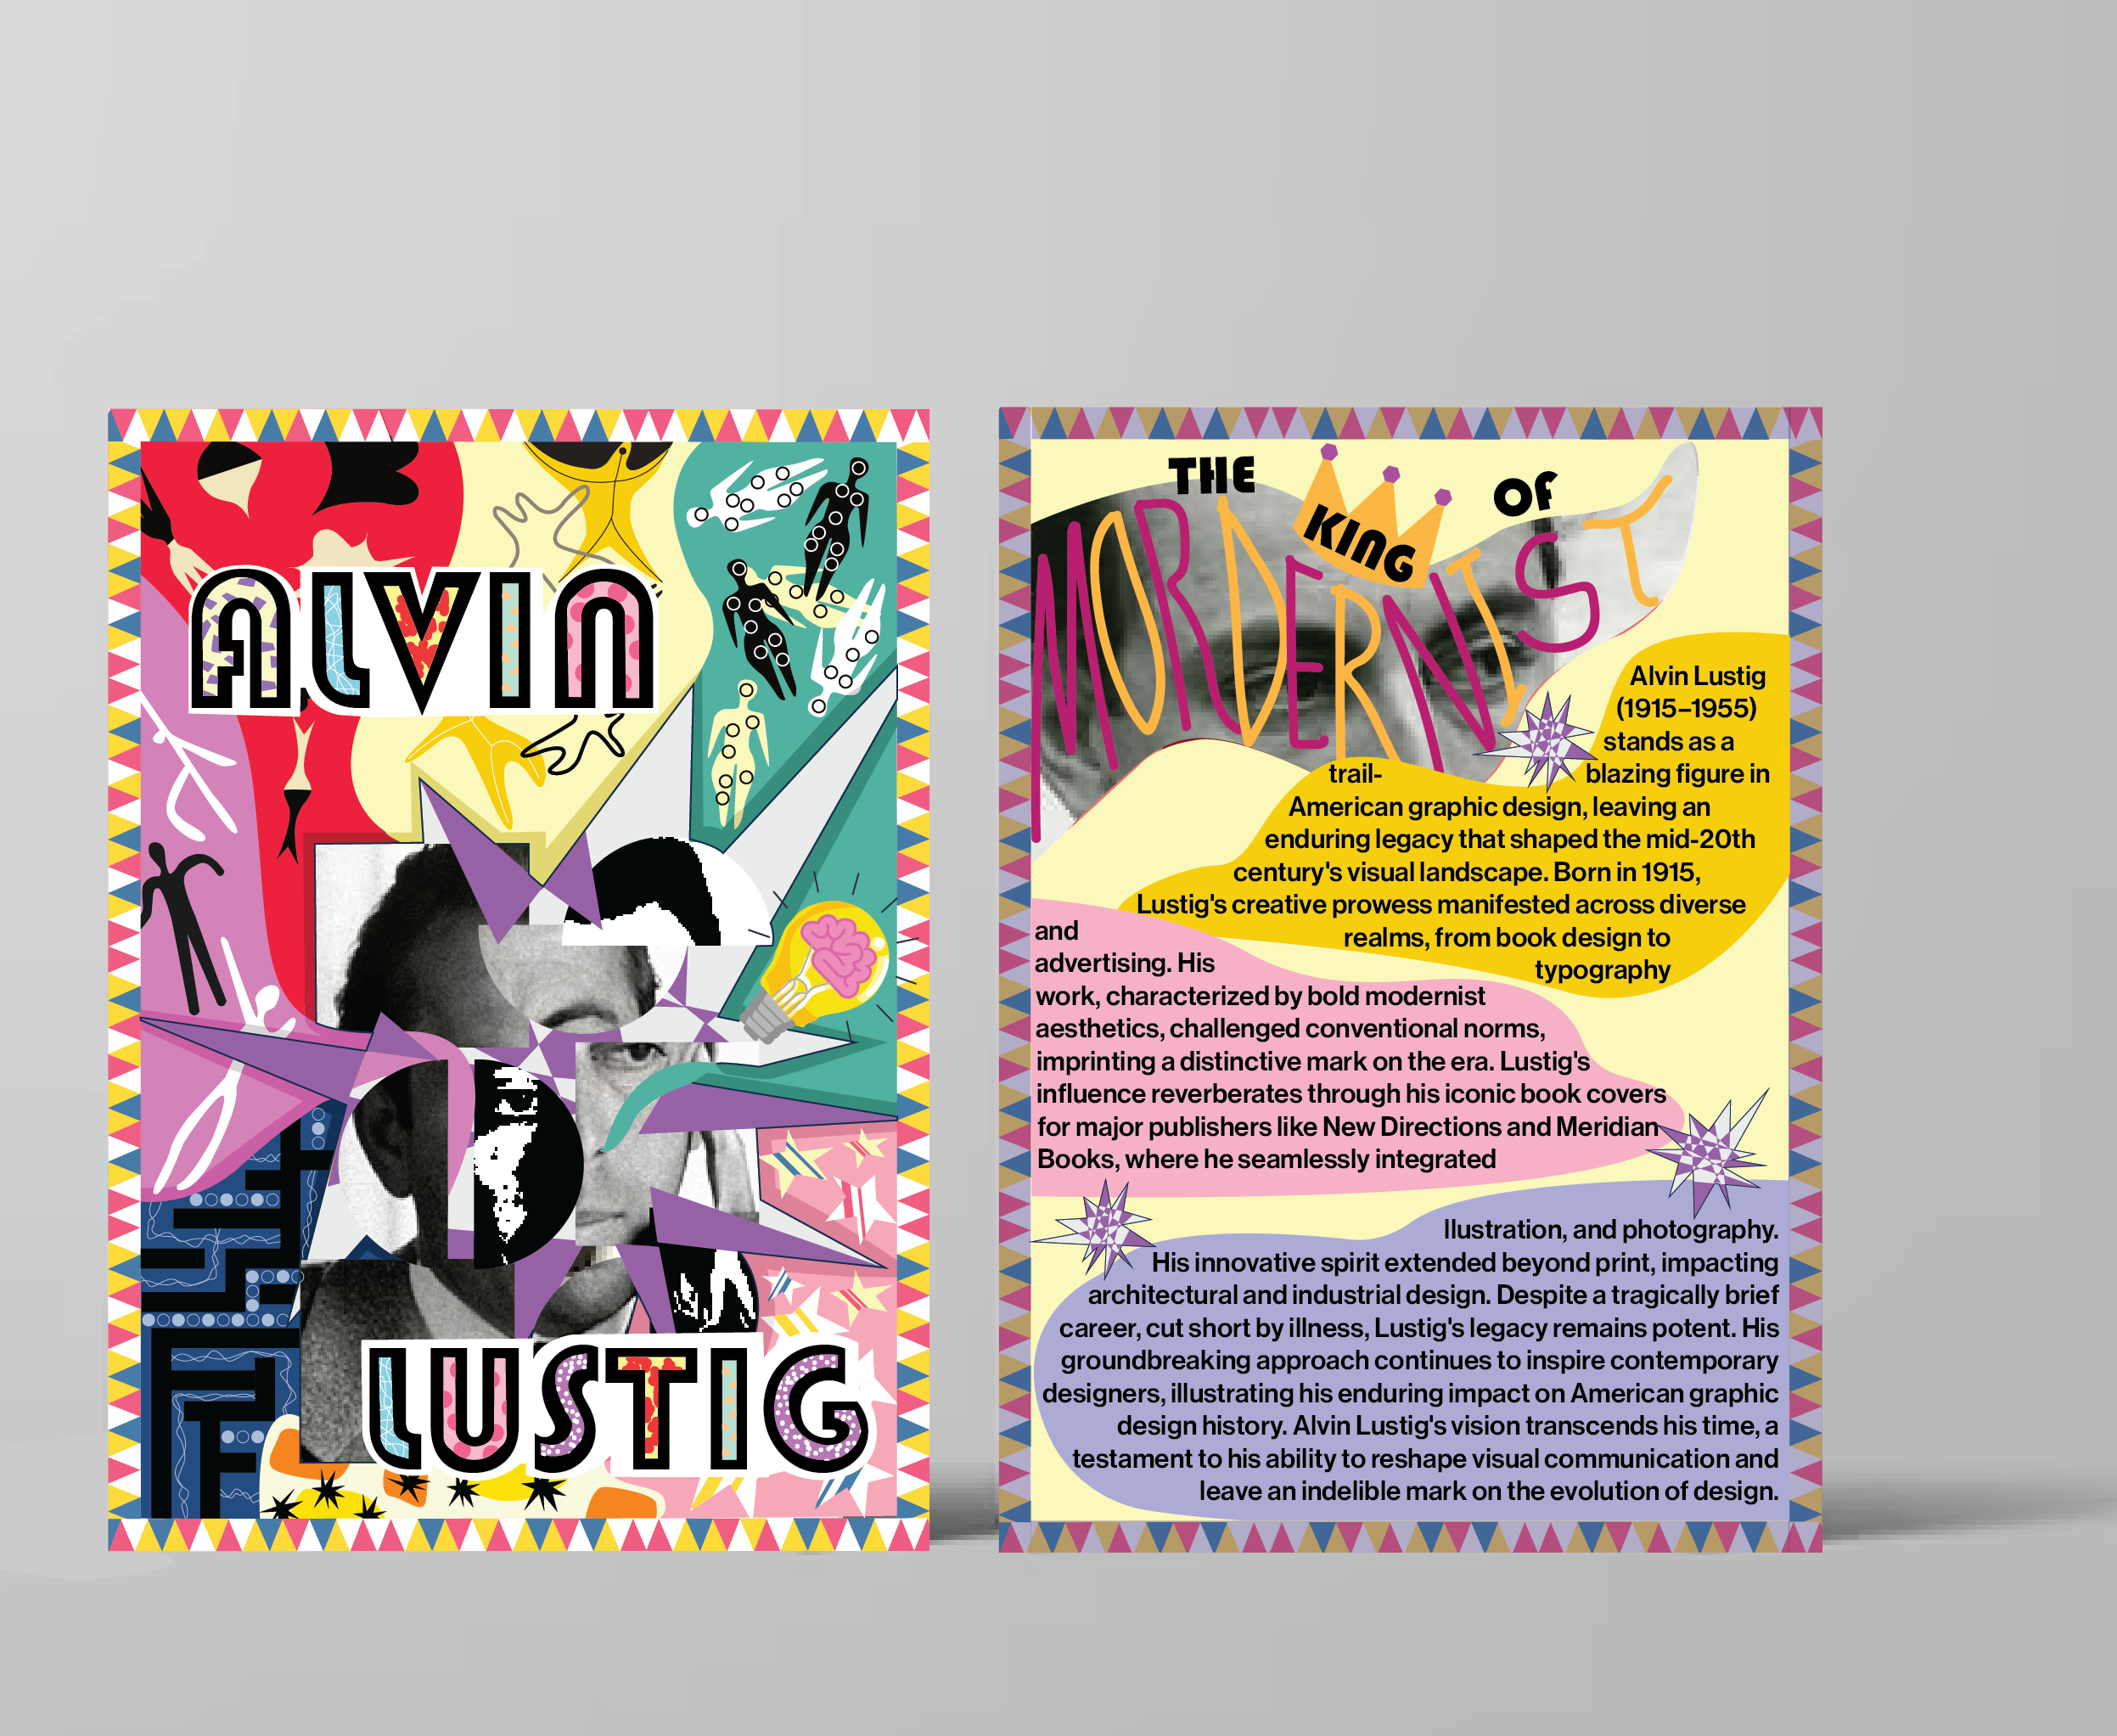 ALVIN
LUSTIG
THE
KING
OF
MORDERNIST
Alvin Lustig
(1915–1955)
stands as a
trail- blazing figure in
American graphic design, leaving an
enduring legacy that shaped the mid-20th
century's visual landscape. Born in 1915,
Lustig's creative prowess manifested across diverse
realms, from book design to
typography
and
advertising. His
work, characterized by bold modernist
aesthetics, challenged conventional norms,
imprinting a distinctive mark on the era. Lustig's
influence reverberates through his iconic book covers
for major publishers like New Directions and Meridian
Books, where he seamlessly integrated
llustration, and photography.
His innovative spirit extended beyond print, impacting
architectural and industrial design. Despite a tragically brief
career, cut short by illness, Lustig's legacy remains potent. His
groundbreaking approach continues to inspire contemporary
designers, illustrating his enduring impact on American graphic
design history. Alvin Lustig's vision transcends his time, a
testament to his ability to reshape visual communication and
leave an indelible mark on the evolution of design.